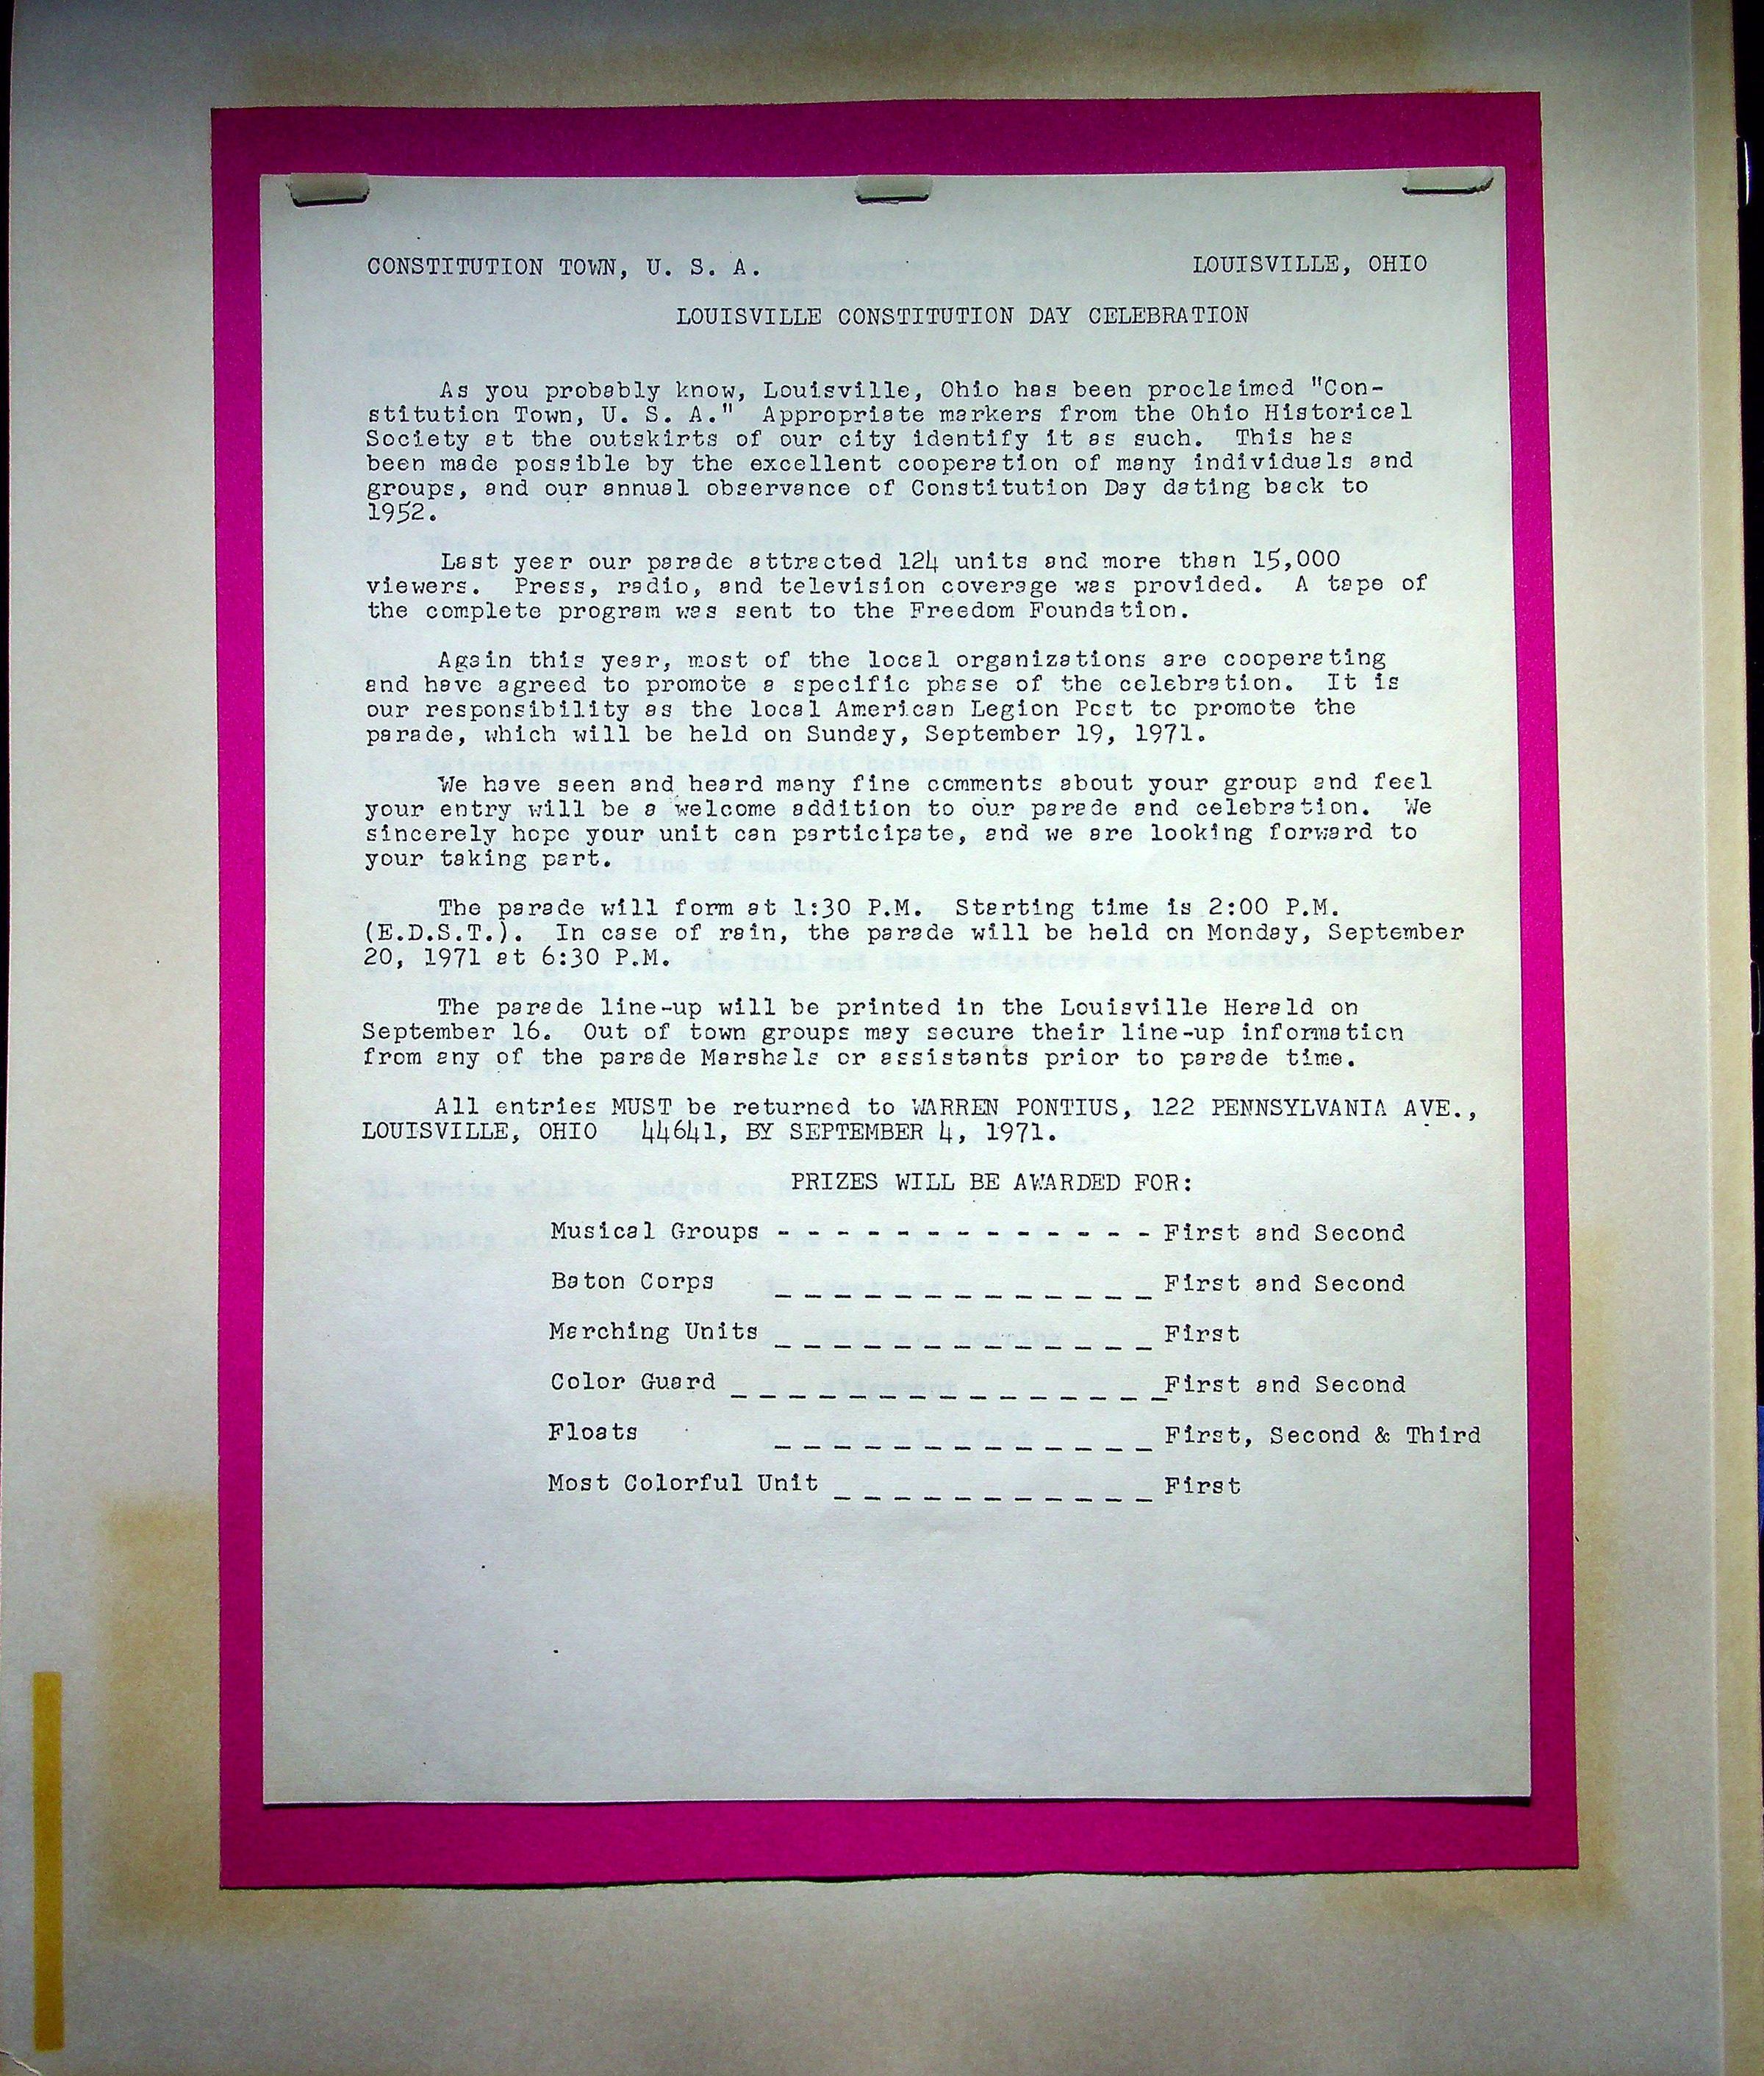 CONSTITUTION TOWN, U. S. A. LOUISVILLE, OHIO
LOUISVILLE CONSTITUTION DAY CELEBRATION
As you probably know, Louisville, Ohio has been proclaimed "Con-
stitution Town, U. S. A." Appropriate markers from the Ohio Historical
Society at the outskirts of our city identify it as such. This has
been made possible by the excellent cooperation of many individuals and
groups, and our annual observance of Constitution Day dating back to
1952.
Last year our parade attracted 124 units and more than 15,000
viewers. Press, radio, and television coverage was provided. A tape of
the complete program was sent to the Freedom Foundation.
Again this year, most of the local organizations are cooperating
and have agreed to promote a specific phase of the celebration. It is
our responsibility as the local American Legion Post to promote the
parade, which will be held on Sunday, September 19, 1971.
We have seen and heard many fine comments about your group and feel
your entry will be a welcome addition to our parade and celebration. We
sincerely hope your unit can participate, and we are looking forward to
your taking part.
The parade will form at 1:30 P.M. Starting time is 2:00 P.M.
(E.D.S.T.). In case of rain, the parade will be held on Monday, September
20, 1971 at 6:30 P.M.
The parade line-up will be printed in the Louisville Herald on
September 16. Out of town groups may secure their line-up information
from any of the parade Marshals or assistants prior to parade time.
All entries MUST be returned to WARREN PONTIUS, 122 PENNSYLVANIA AVE.,
LOUISVILLE, OHIO 44641, BY SEPTEMBER 4, 1971.
PRIZES WILL BE AWARDED FOR:
Musical Groups - - - - - - - - - - - - - First and Second
Baton Corps _ _ _ _ _ _ _ _ _ _ _ _ _ First and Second
Marching Units _ _ _ _ _ _ _ _ _ _ _ _ _ First
Color Guard _ _ _ _ _ _ _ _ _ _ _ _ _ _ _ First and Second
Floats _ _ _ _ _ _ _ _ _ _ _ _ _ First, Second & Third
Most Colorful Unit _ _ _ _ _ _ _ _ _ _ _ First